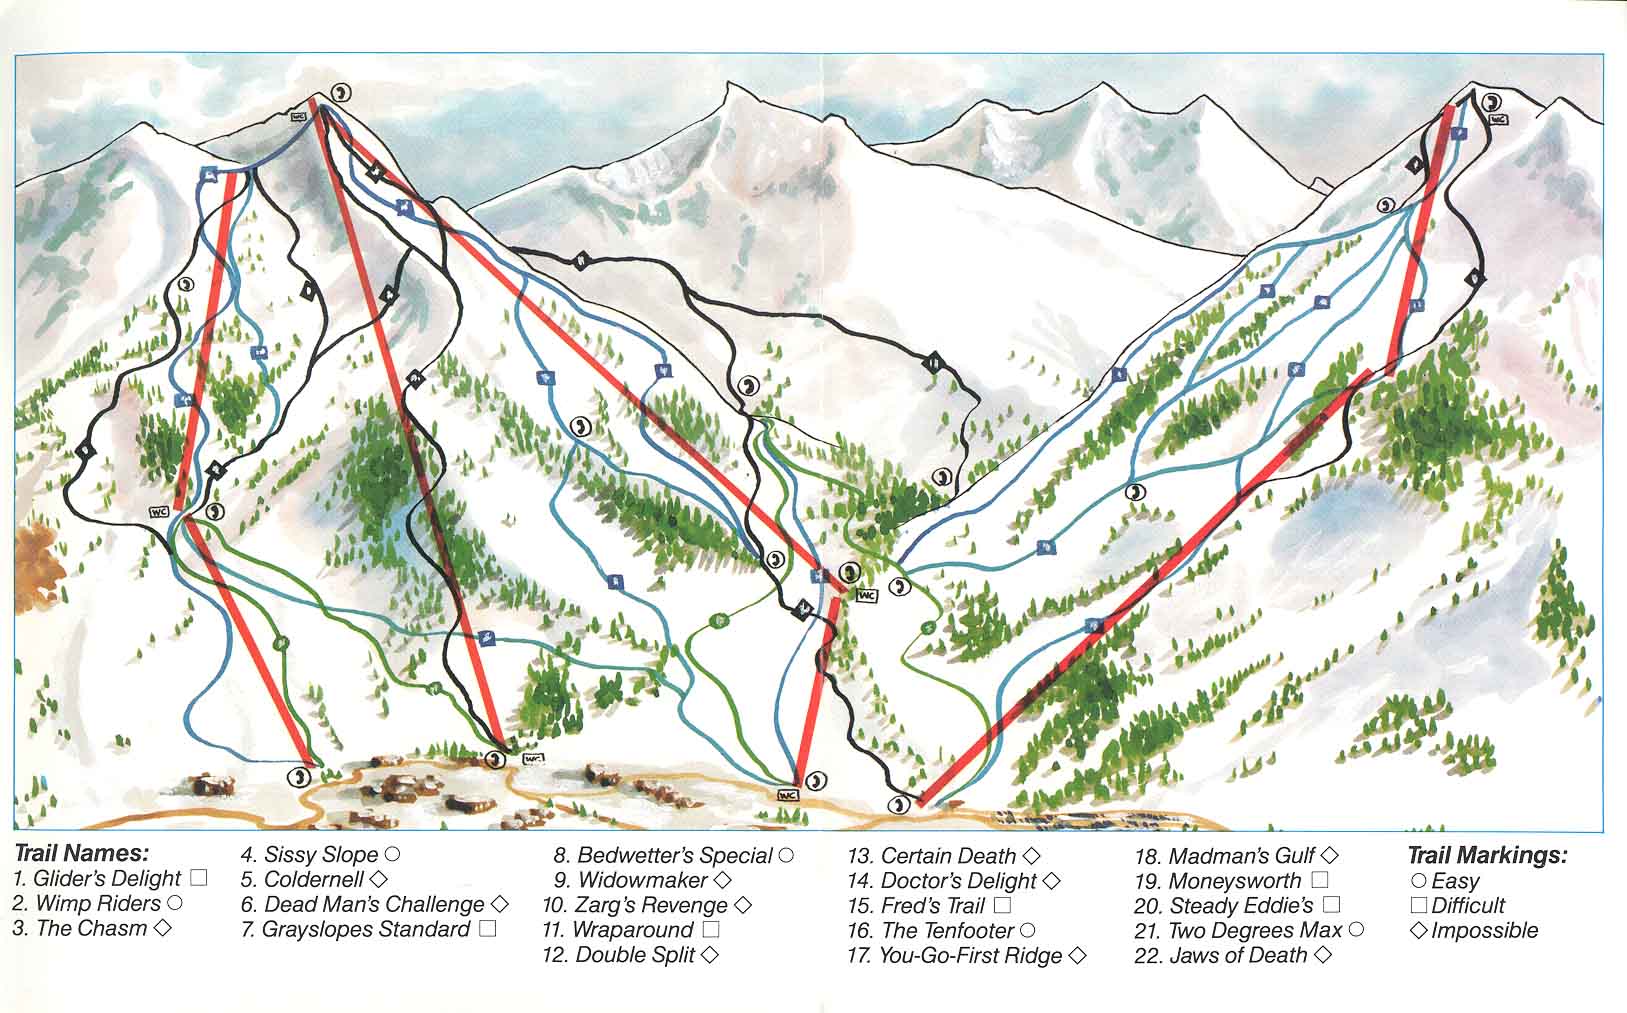 WC
WC
WC
WC
WC
WC
Trail Names:
1. Glider's Delight □
2. Wimp Riders ○
3. The Chasm ◇
4. Sissy Slope ○
5. Coldernell ◇
6. Dead Man's Challenge ◇
7. Grayslopes Standard □
8. Bedwetter's Special ○
9. Widowmaker ◇
10. Zarg's Revenge ◇
11. Wraparound □
12. Double Split ◇
13. Certain Death ◇
14. Doctor's Delight ◇
15. Fred's Trail □
16. The Tenfooter ○
17. You-Go-First Ridge ◇
18. Madman's Gulf ◇
19. Moneysworth □
20. Steady Eddie's □
21. Two Degrees Max ○
22. Jaws of Death ◇
Trail Markings:
○ Easy
□ Difficult
◇ Impossible